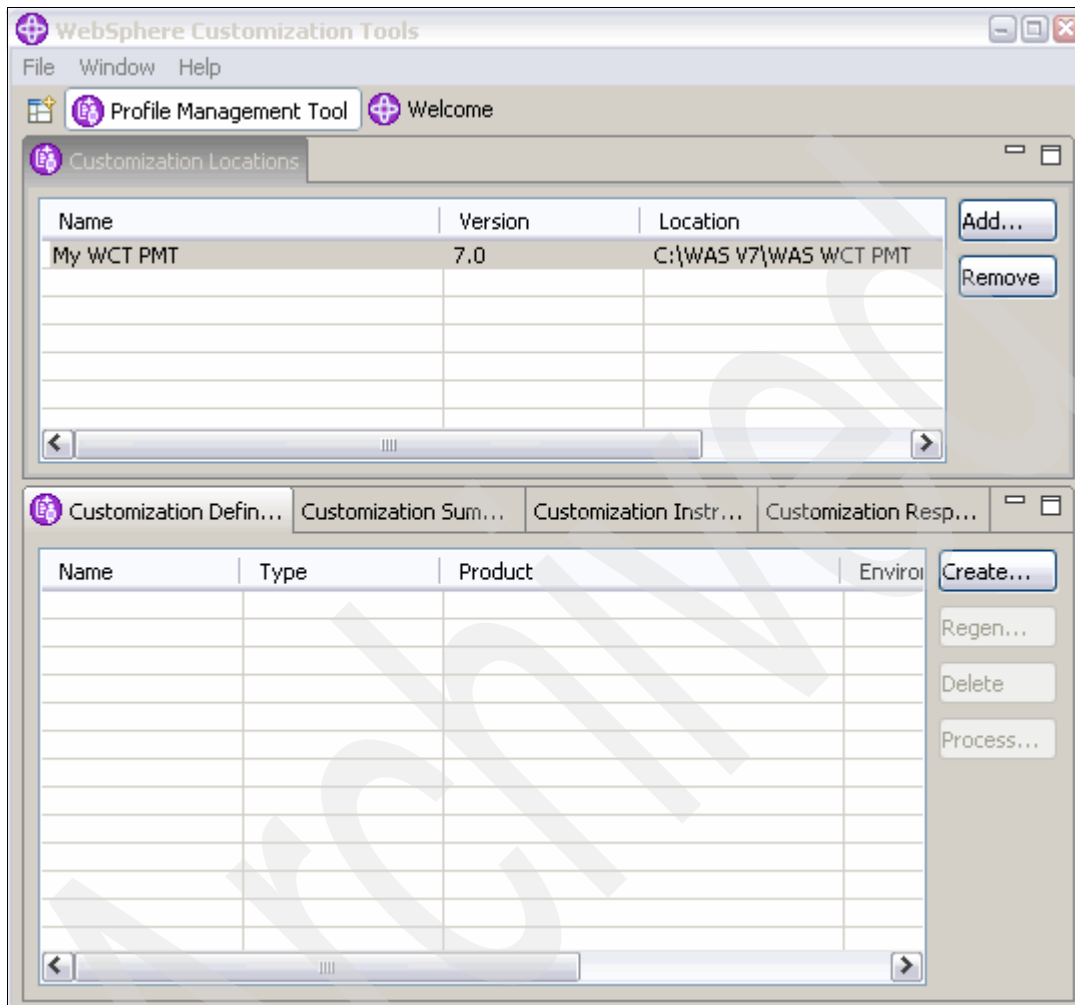 WebSphere Customization Tools
File Window Help
Profile Management Tool Welcome
Customization Locations
Name Version Location Add...
My WCT PMT 7.0 C:\WAS V7\WAS WCT PMT
Remove
Customization Defin... Customization Sum... Customization Instr... Customization Resp...
Name Type Product Enviro Create...
Regen...
Delete
Process...
Archived